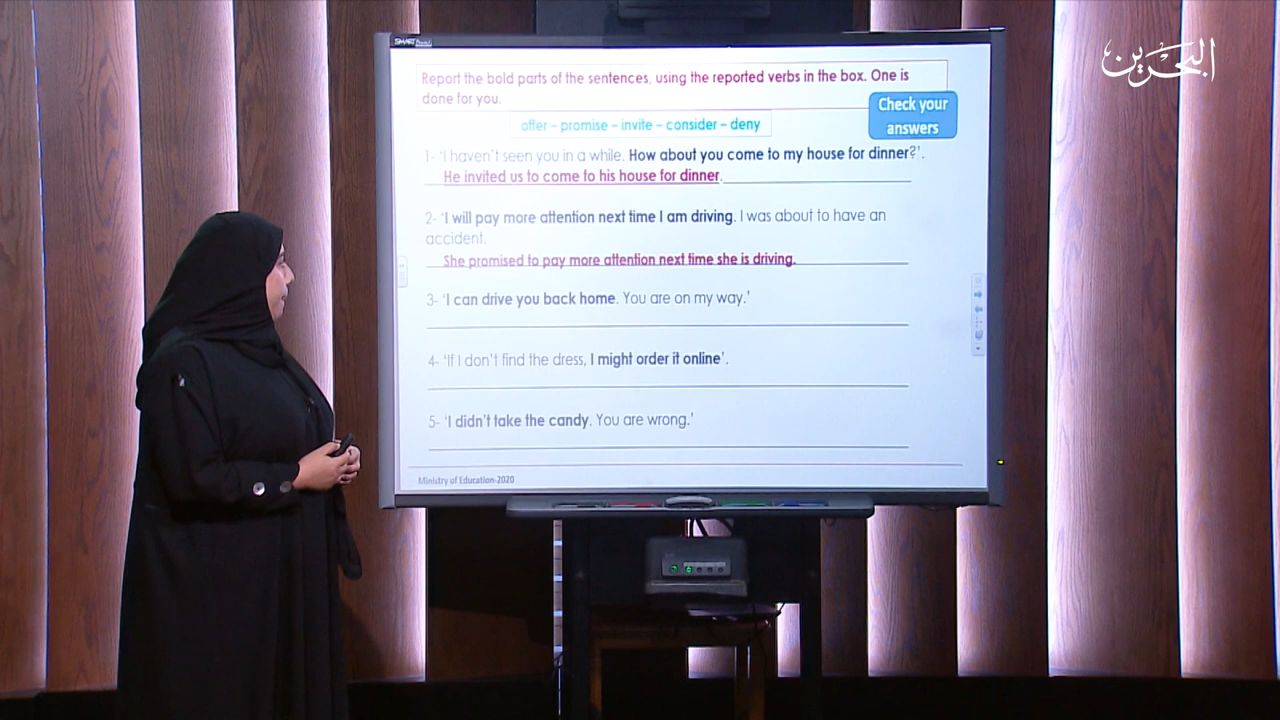 البحرين
SMART
Report the bold parts of the sentences, using the reported verbs in the box. One is
done for you.
Check your
answers
offer – promise – invite – consider – deny
1- ‘I haven’t seen you in a while. How about you come to my house for dinner?’.
He invited us to come to his house for dinner.
2- ‘I will pay more attention next time I am driving. I was about to have an
accident.
She promised to pay more attention next time she is driving.
3- ‘I can drive you back home. You are on my way.’
4- ‘If I don’t find the dress, I might order it online’.
5- ‘I didn’t take the candy. You are wrong.’
Ministry of Education-2020